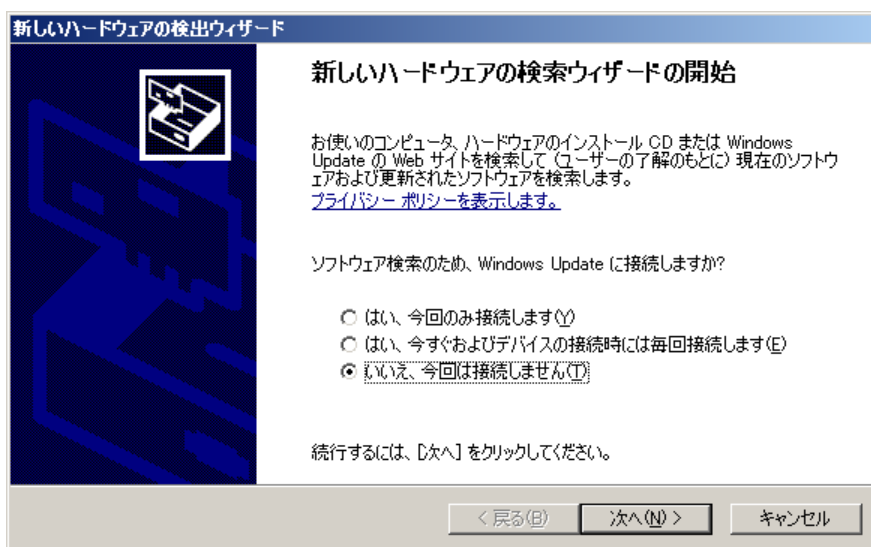 新しいハードウェアの検出ウィザード
新しいハードウェアの検索ウィザードの開始
お使いのコンピュータ、ハードウェアのインストール CD または Windows
Update の Web サイトを検索して (ユーザーの了解のもとに) 現在のソフトウ
ェアおよび更新されたソフトウェアを検索します。
プライバシー ポリシーを表示します。
ソフトウェア検索のため、Windows Update に接続しますか?
はい、今回のみ接続します(Y)
はい、今すぐおよびデバイスの接続時には毎回接続します(E)
いいえ、今回は接続しません(T)
続行するには、[次へ] をクリックしてください。
< 戻る(B) 次へ(N) > キャンセル